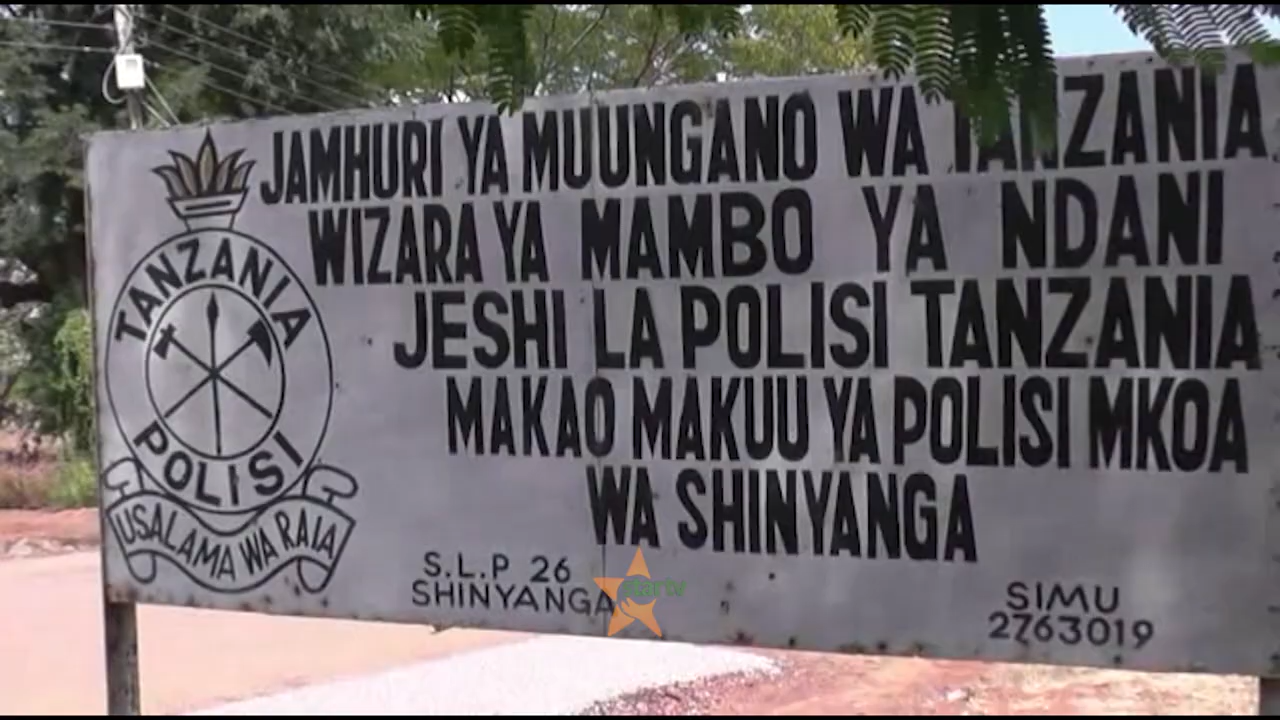 JAMHURI YA MUUNGANO WA TANZANIA
WIZARA YA MAMBO YA NDANI
JESHI LA POLISI TANZANIA
MAKAO MAKUU YA POLISI MKOA
WA SHINYANGA
TANZANIA
POLISI
USALAMA WA RAIA
S.L.P 26
SHINYANGA
SIMU
2763019
startv